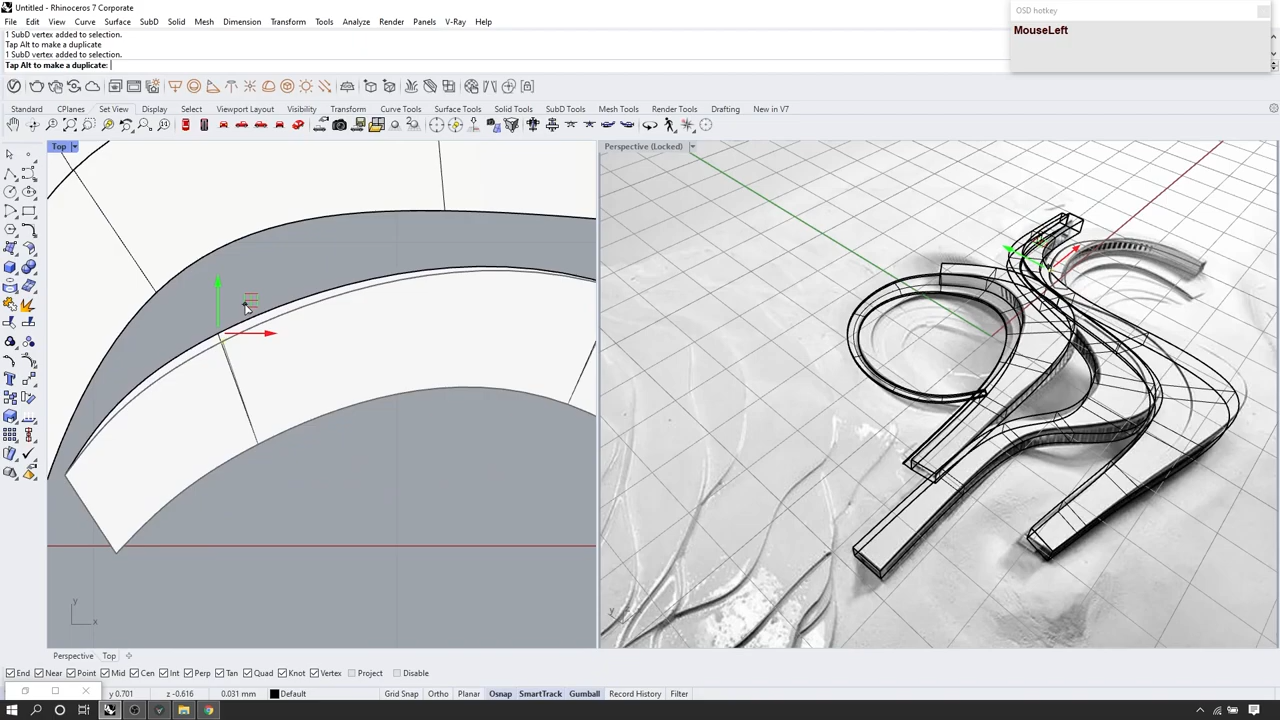 Untitled - Rhinoceros 7 Corporate
OSD hotkey
File Edit View Curve Surface SubD Solid Mesh Dimension Transform Tools Analyze Render Panels V-Ray Help
MouseLeft
1 SubD vertex added to selection.
Tap Alt to make a duplicate
1 SubD vertex added to selection.
Tap Alt to make a duplicate:
Standard CPlanes Set View Display Select Viewport Layout Visibility Transform Curve Tools Surface Tools Solid Tools SubD Tools Mesh Tools Render Tools Drafting New in V7
Top
Perspective (Locked)
y
x
y
Perspective Top
End Near Point Mid Cen Int Perp Tan Quad Knot Vertex Project Disable
y 0.701 z -0.616 0.031 mm Default Grid Snap Ortho Planar Osnap SmartTrack Gumball Record History Filter